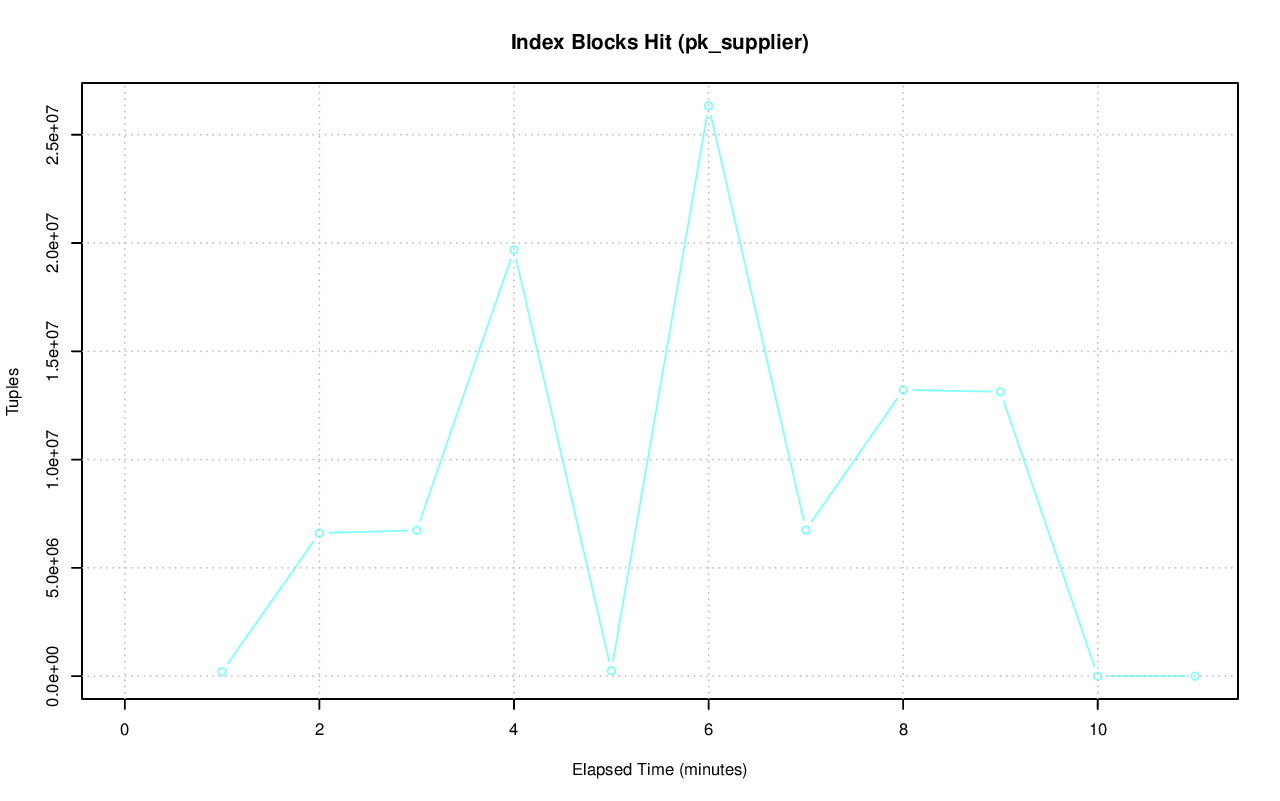 Index Blocks Hit (pk_supplier)
2.5e+07
2.0e+07
1.5e+07
1.0e+07
5.0e+06
0.0e+00
Tuples
0 2 4 6 8 10
Elapsed Time (minutes)